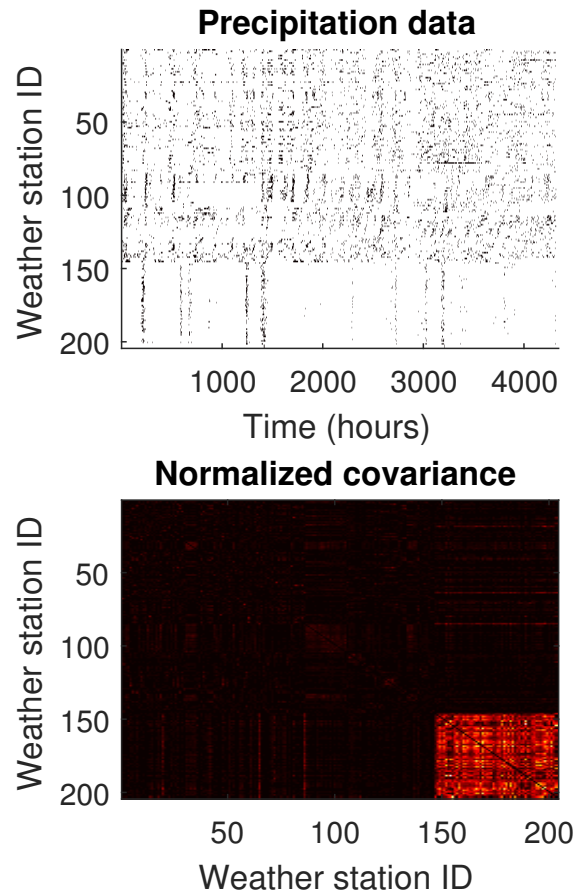 Precipitation data
Weather station ID
50
100
150
200
1000 2000 3000 4000
Time (hours)
Normalized covariance
Weather station ID
50
100
150
200
50 100 150 200
Weather station ID